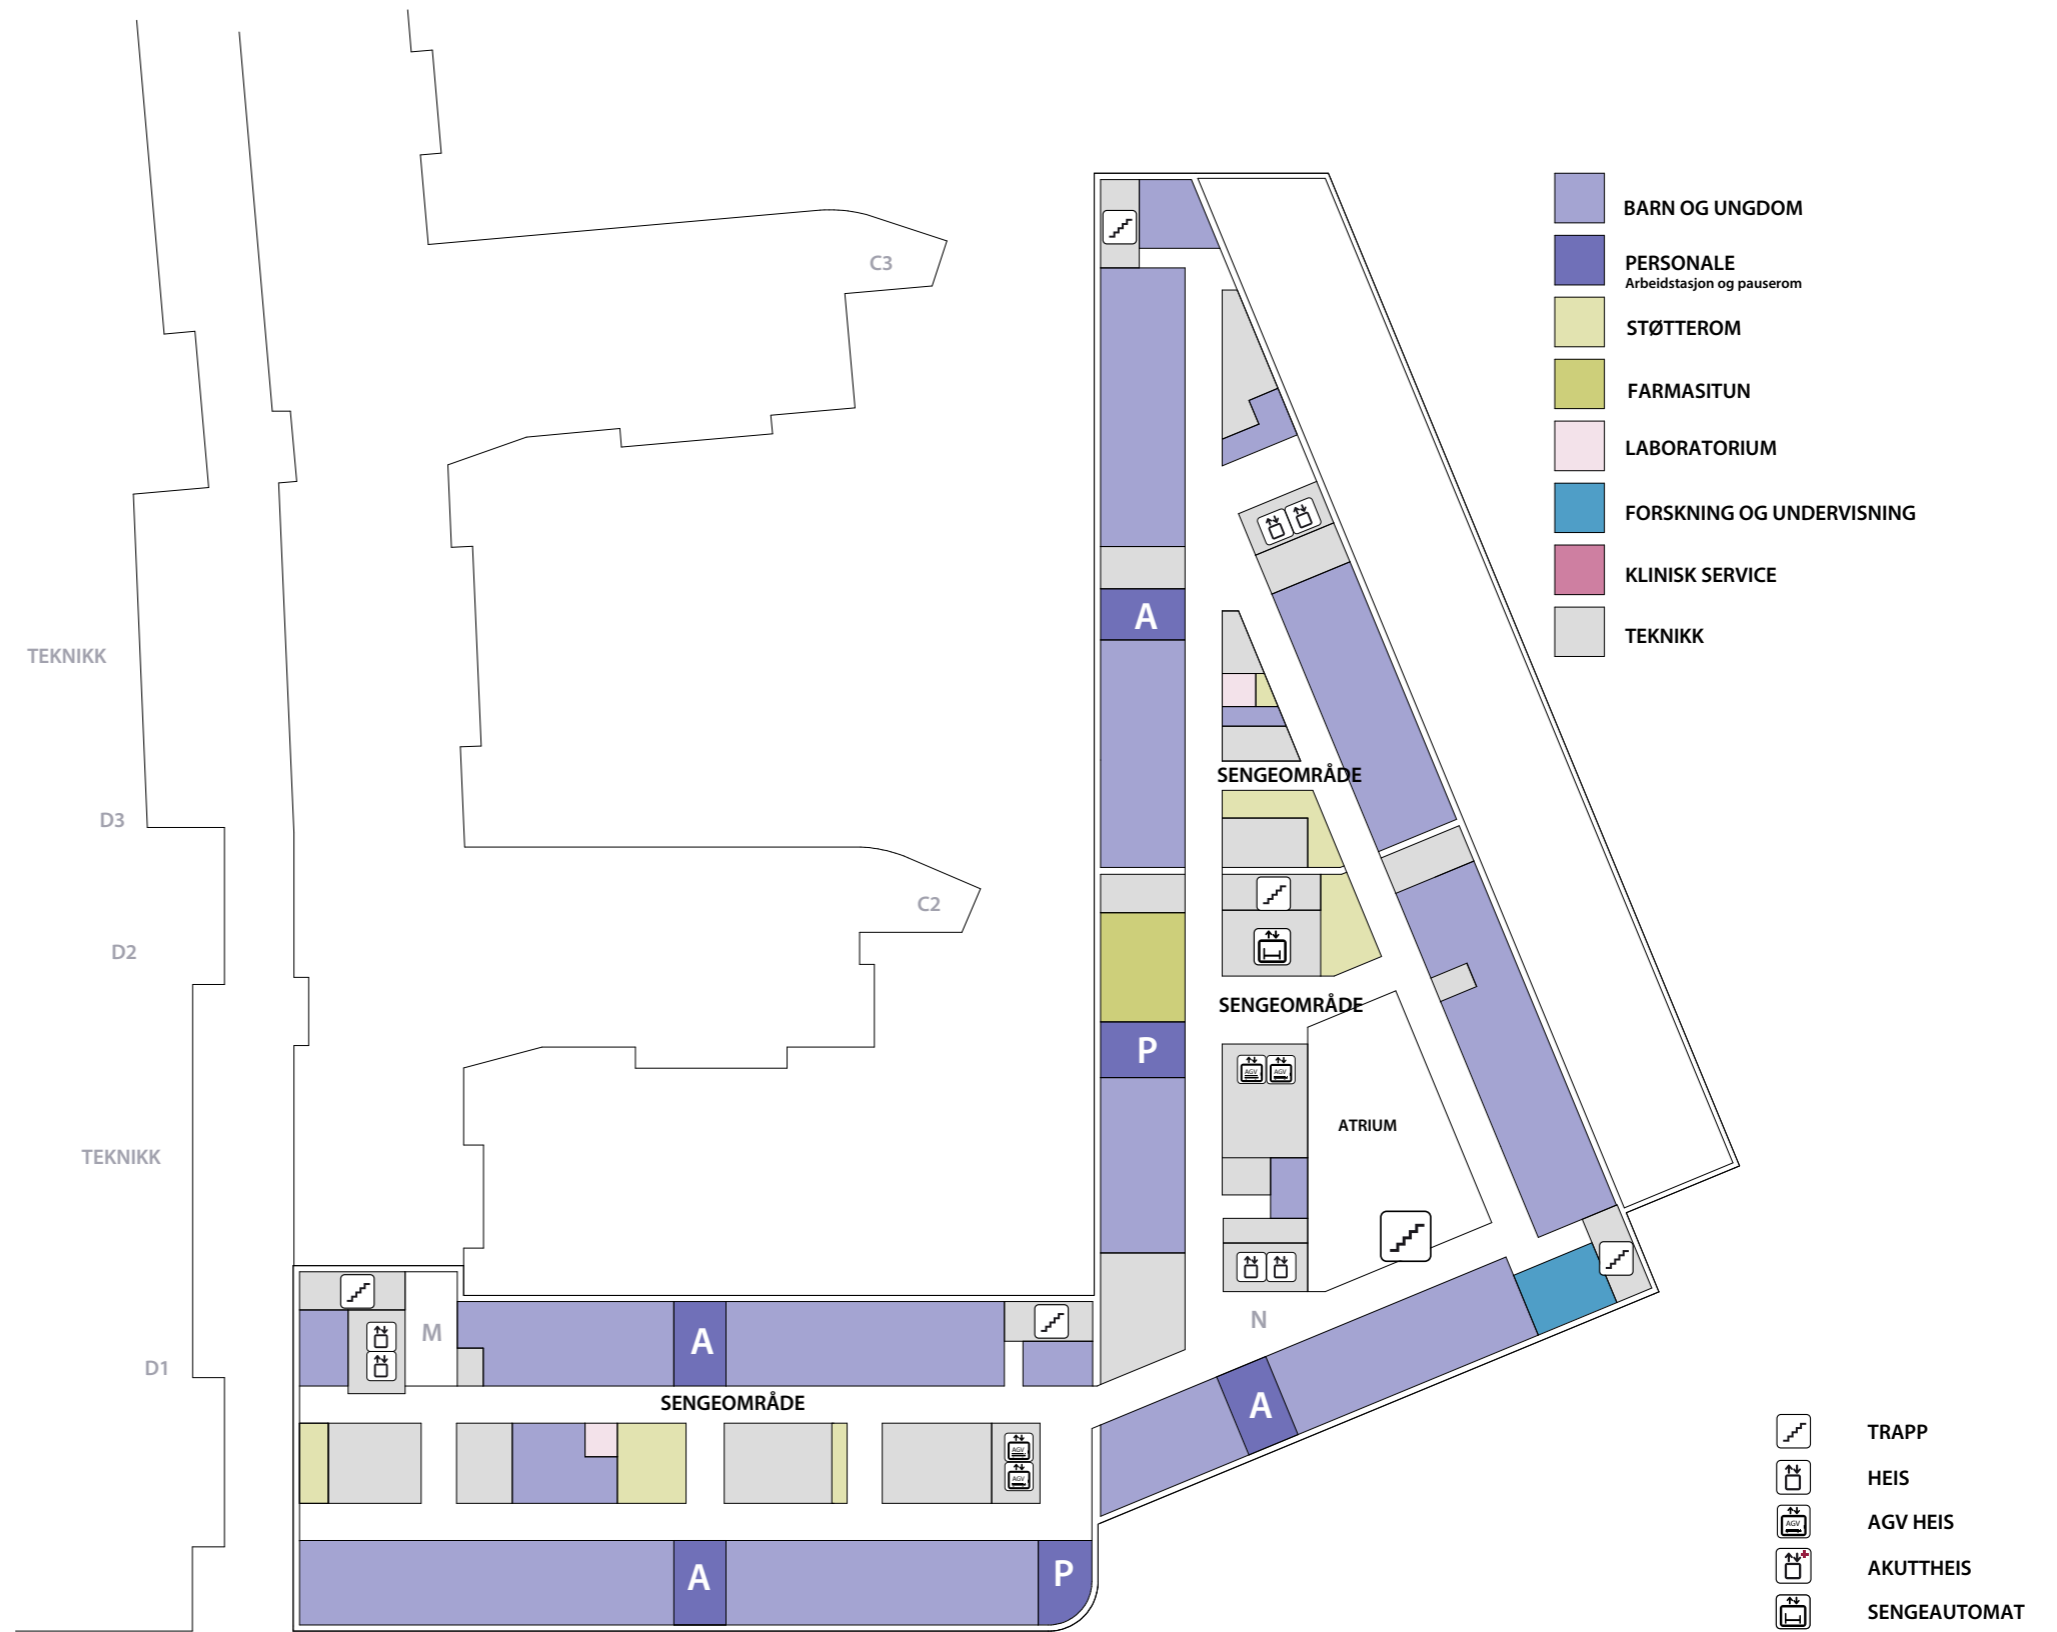 C3
BARN OG UNGDOM
PERSONALE
Arbeidstasjon og pauserom
STØTTEROM
FARMASITUN
LABORATORIUM
FORSKNING OG UNDERVISNING
KLINISK SERVICE
TEKNIKK
A
TEKNIKK
SENGEOMRÅDE
D3
C2
D2
SENGEOMRÅDE
P
AGV AGV
ATRIUM
TEKNIKK
N
M
A
D1
SENGEOMRÅDE
A
AGV
AGV
A
P
TRAPP
HEIS
AGV AGV HEIS
AKUTTHEIS
SENGEAUTOMAT